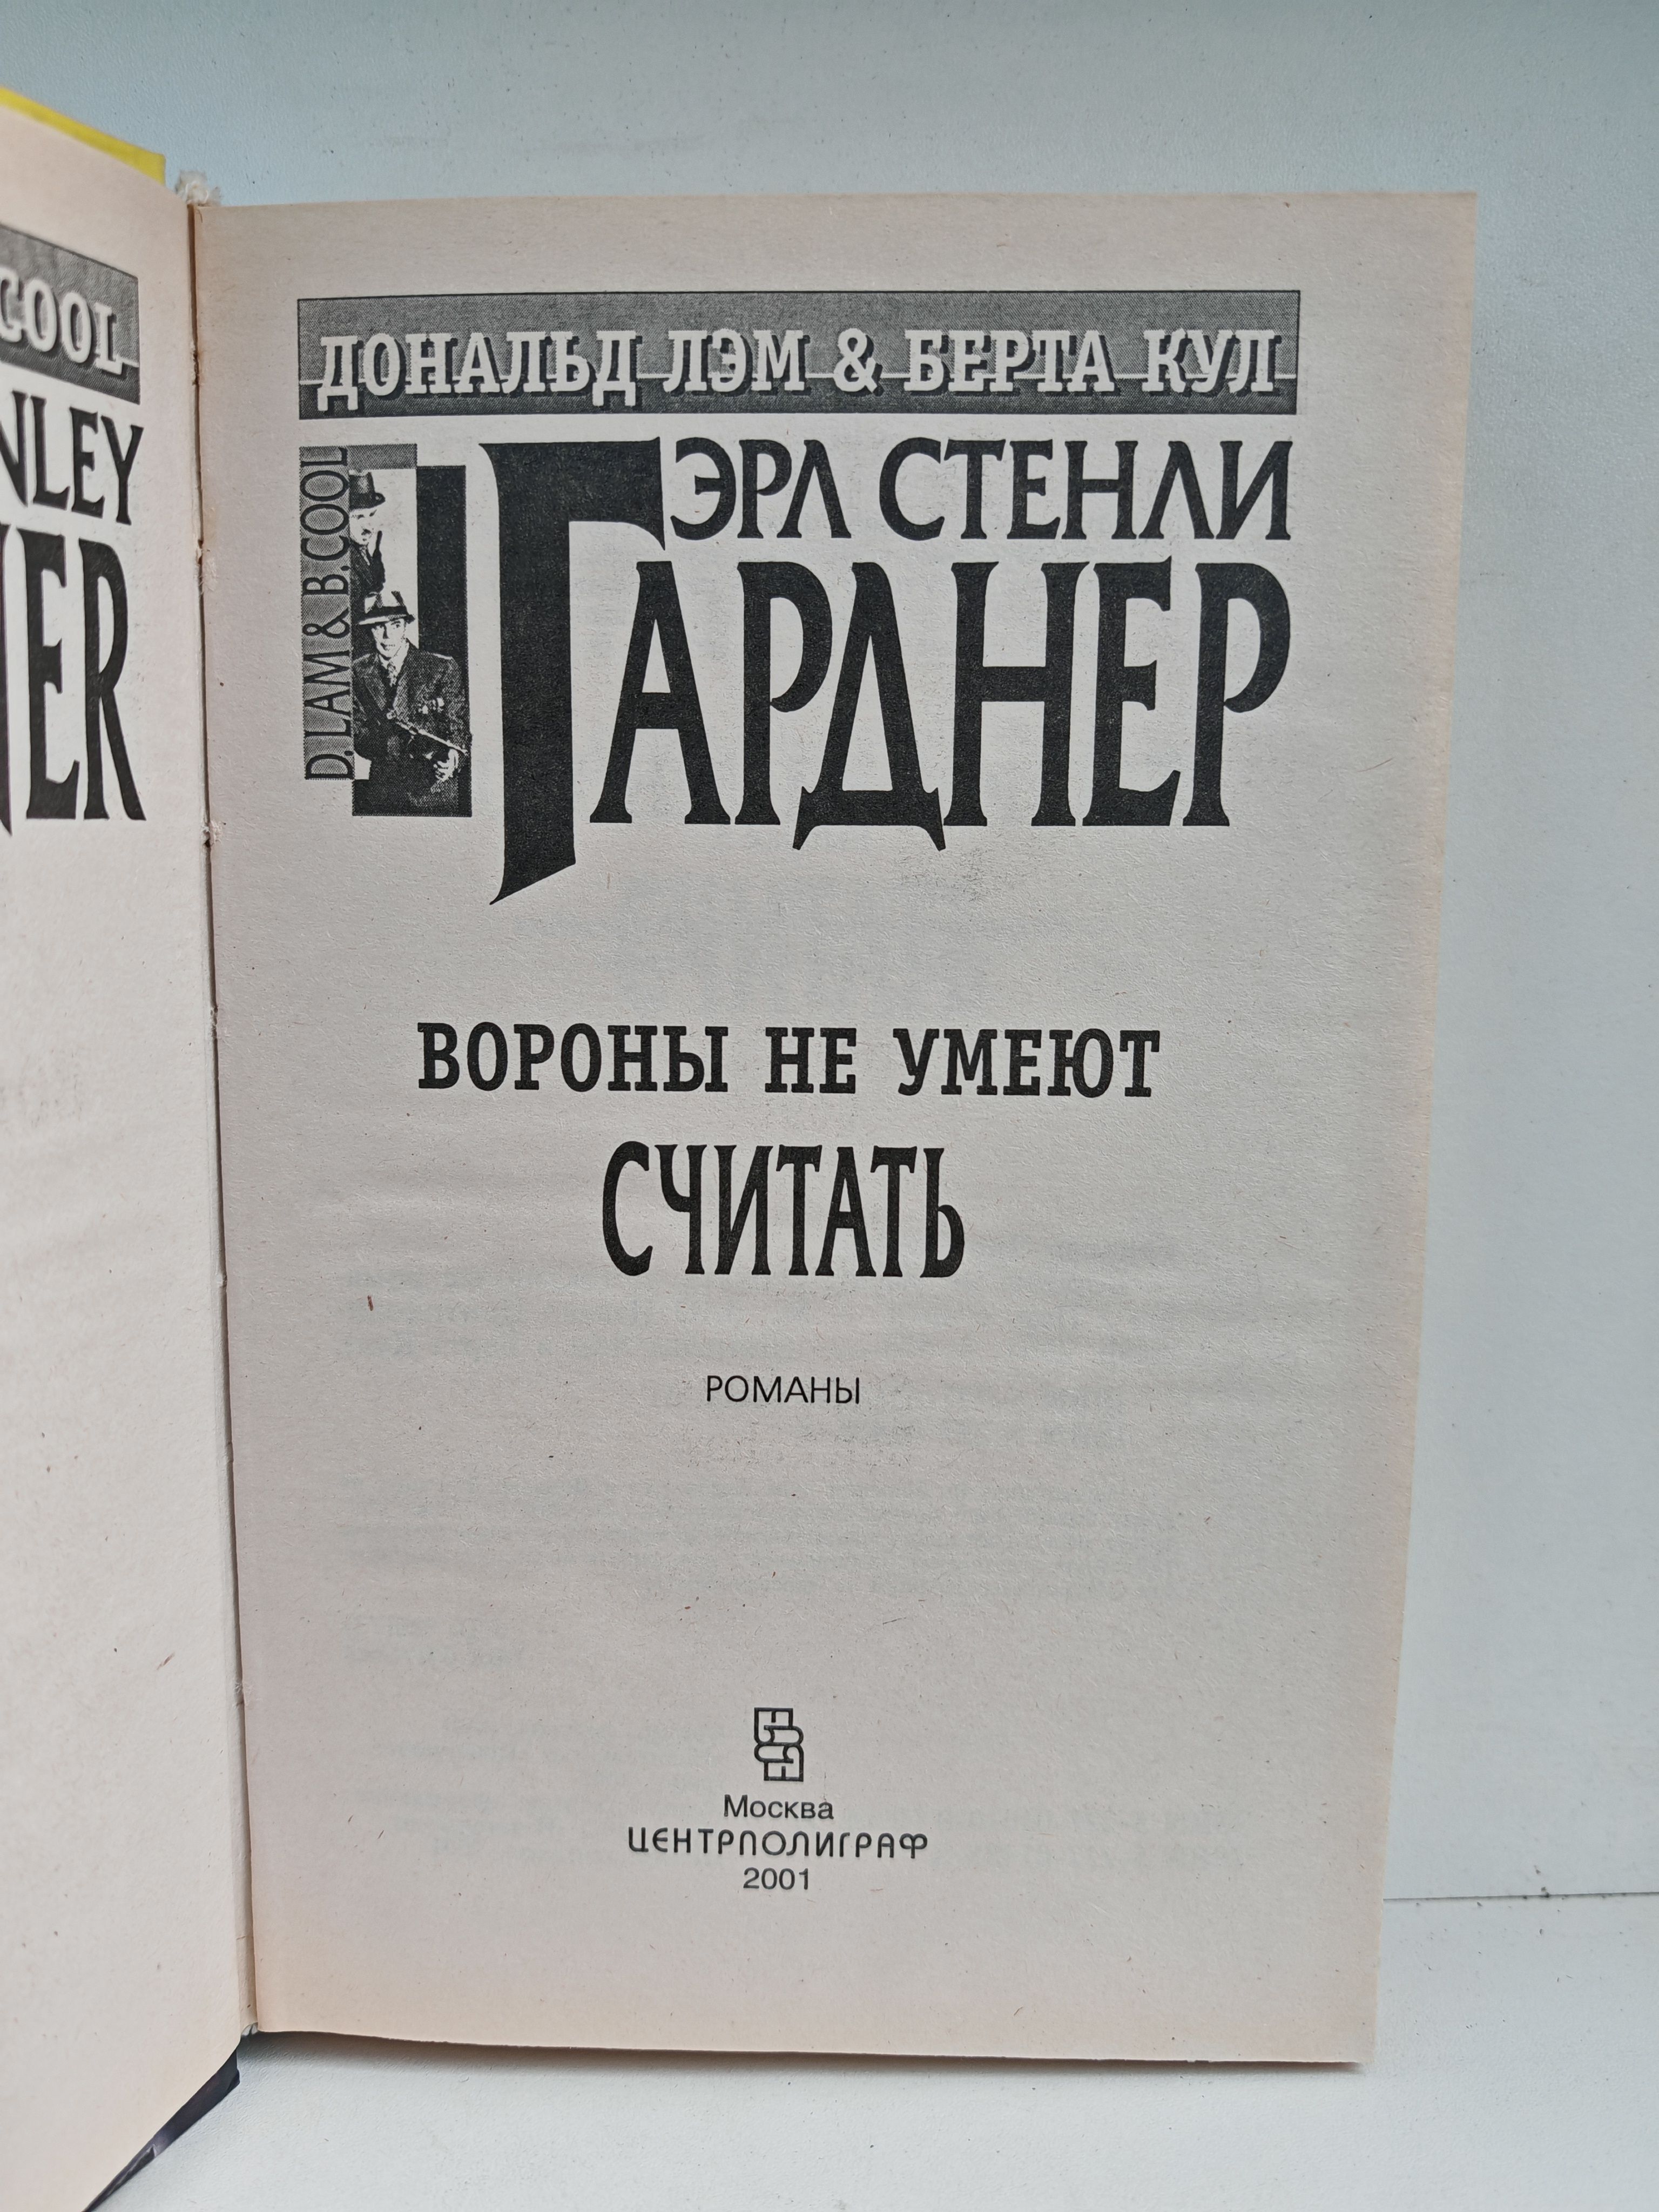 COOL
NLEY
NER
ДОНАЛЬД ЛЭМ & БЕРТА КУЛ
D. LAM & B. COOL
ЭРЛ СТЕНЛИ
ГАРДНЕР
ВОРОНЫ НЕ УМЕЮТ
СЧИТАТЬ
РОМАНЫ
Москва
ЦЕНТРПОЛИГРАФ
2001